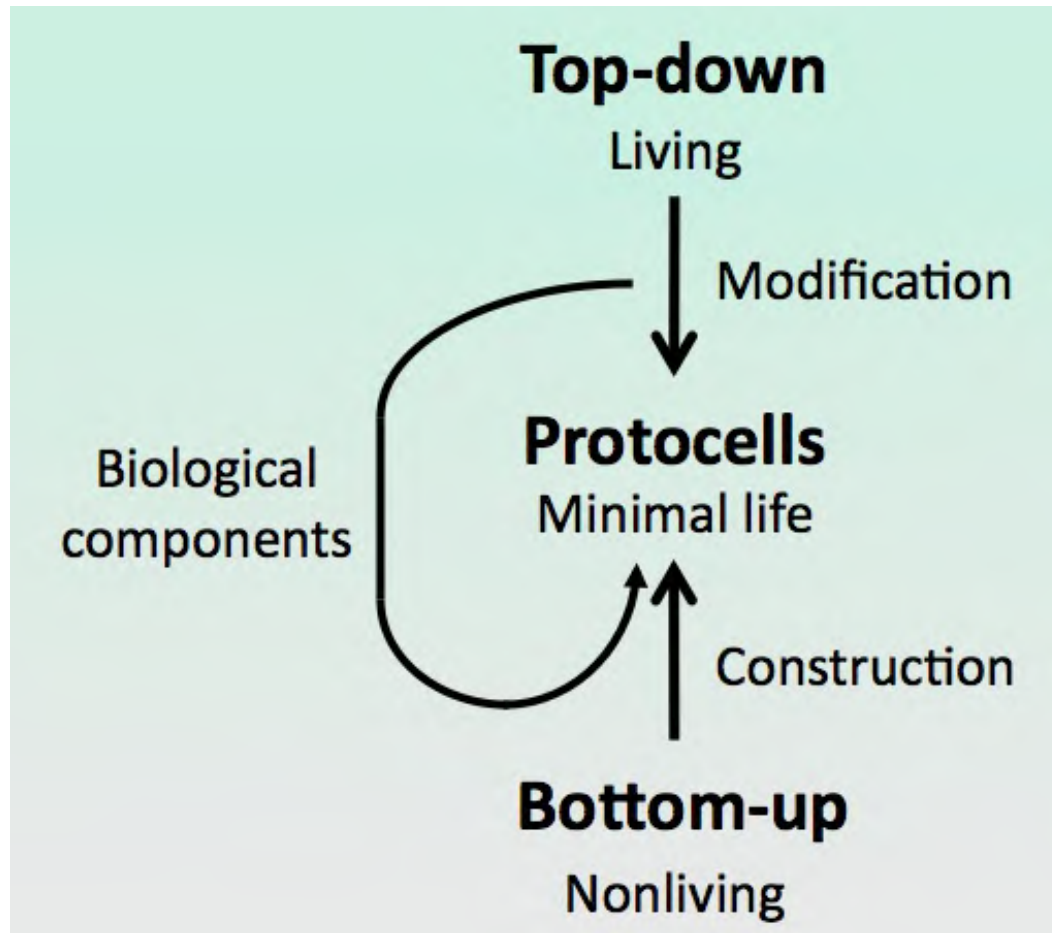 Top-down
Living
Modification
Protocells
Minimal life
Biological
components
Construction
Bottom-up
Nonliving